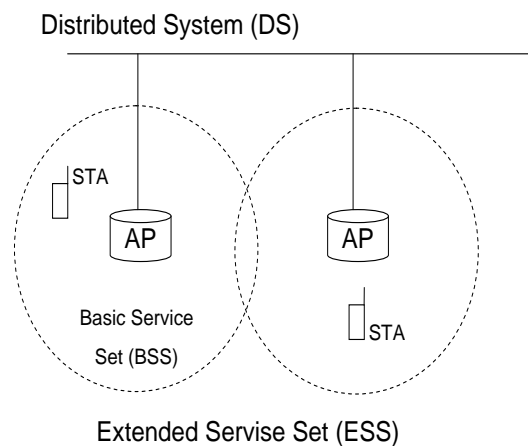 Distributed System (DS)
STA
AP
AP
Basic Service
Set (BSS)
STA
Extended Servise Set (ESS)